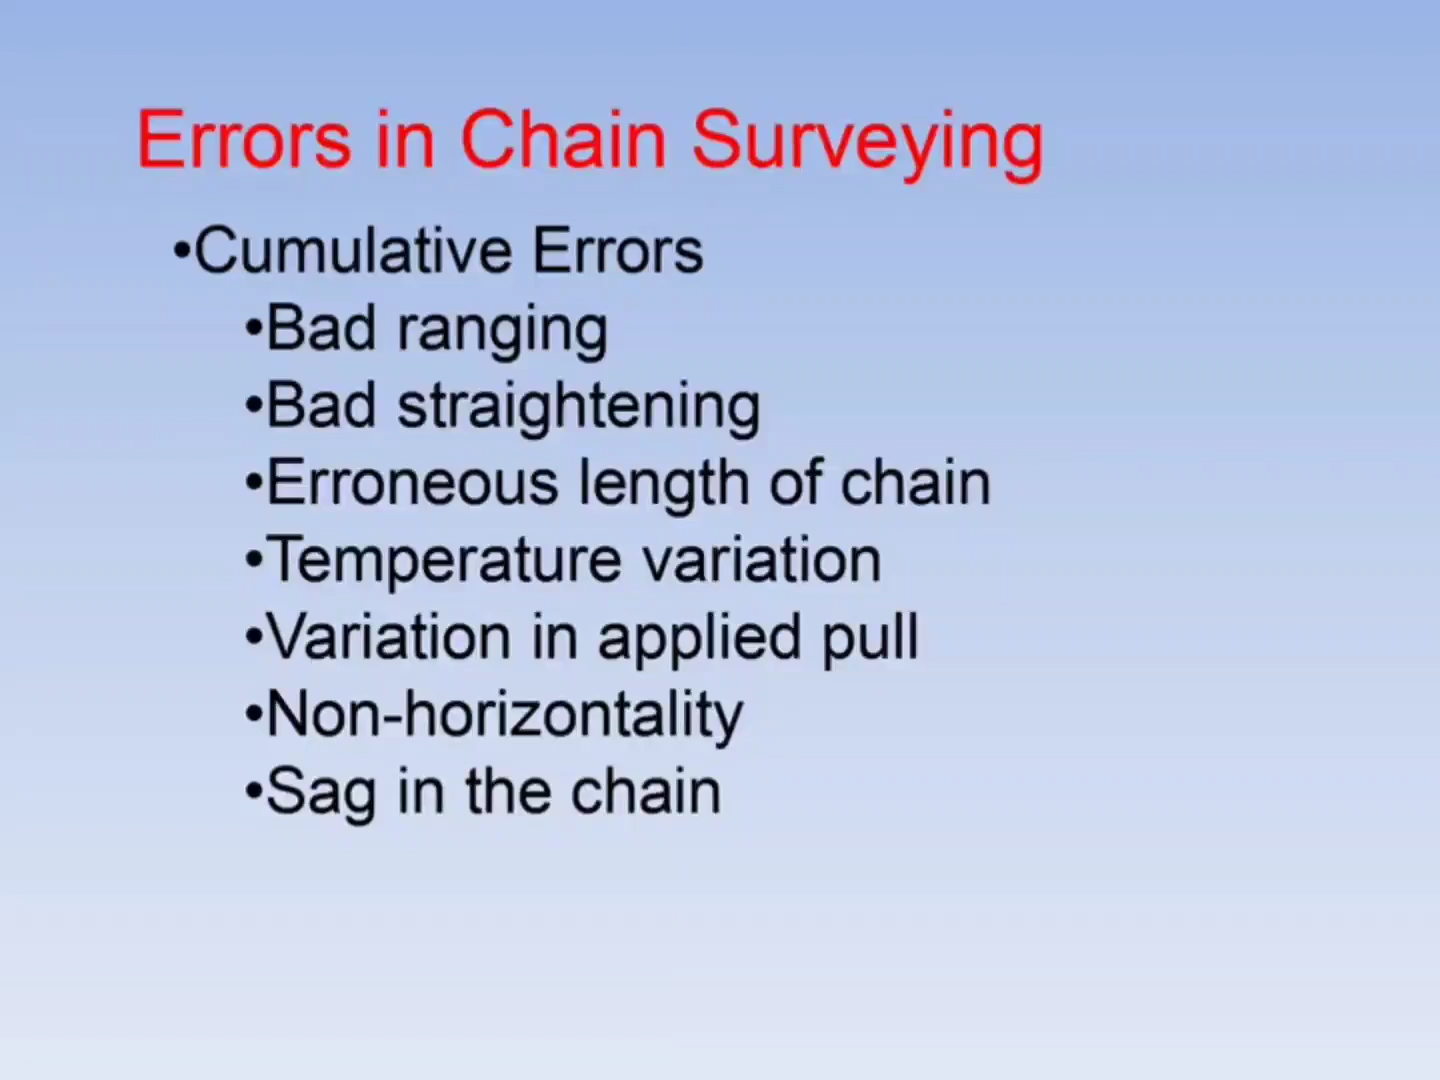 Errors in Chain Surveying
•Cumulative Errors
•Bad ranging
•Bad straightening
•Erroneous length of chain
•Temperature variation
•Variation in applied pull
•Non-horizontality
•Sag in the chain